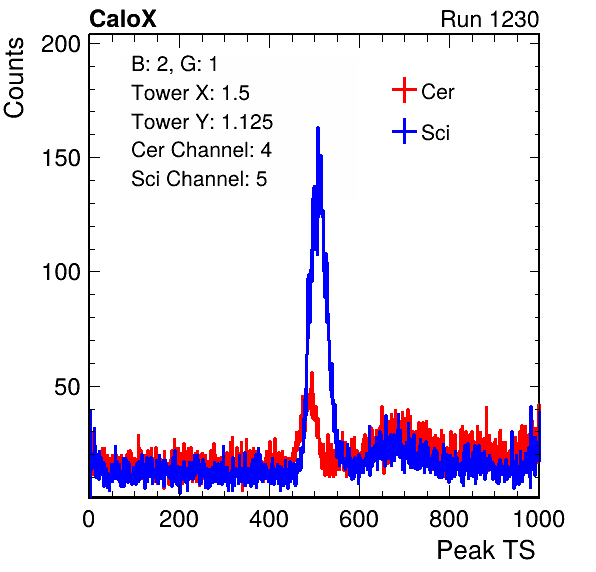 CaloX Run 1230
Counts
200
150
100
50
B: 2, G: 1
Tower X: 1.5
Tower Y: 1.125
Cer Channel: 4
Sci Channel: 5
Cer
Sci
0 200 400 600 800 1000
Peak TS